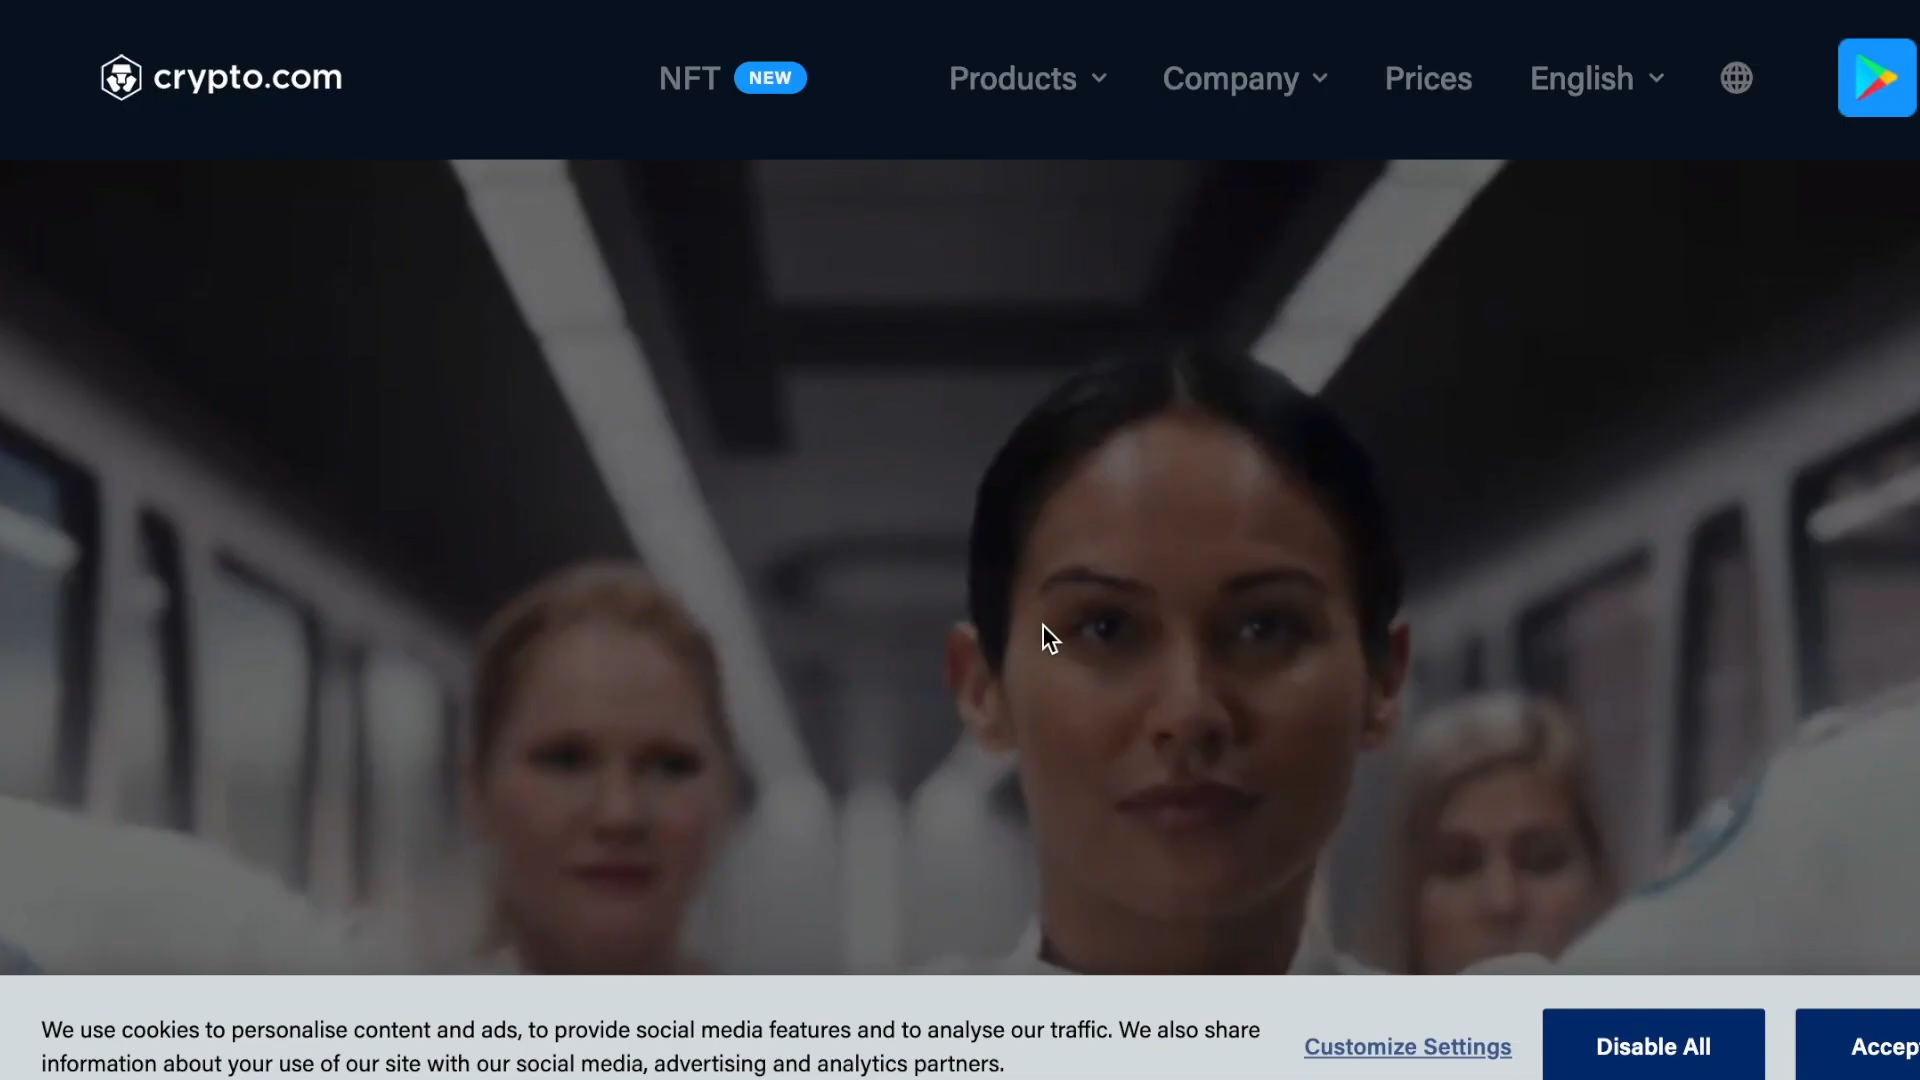 crypto.com
NFT NEW Products Company Prices English
We use cookies to personalise content and ads, to provide social media features and to analyse our traffic. We also share
information about your use of our site with our social media, advertising and analytics partners.
Customize Settings
Disable All